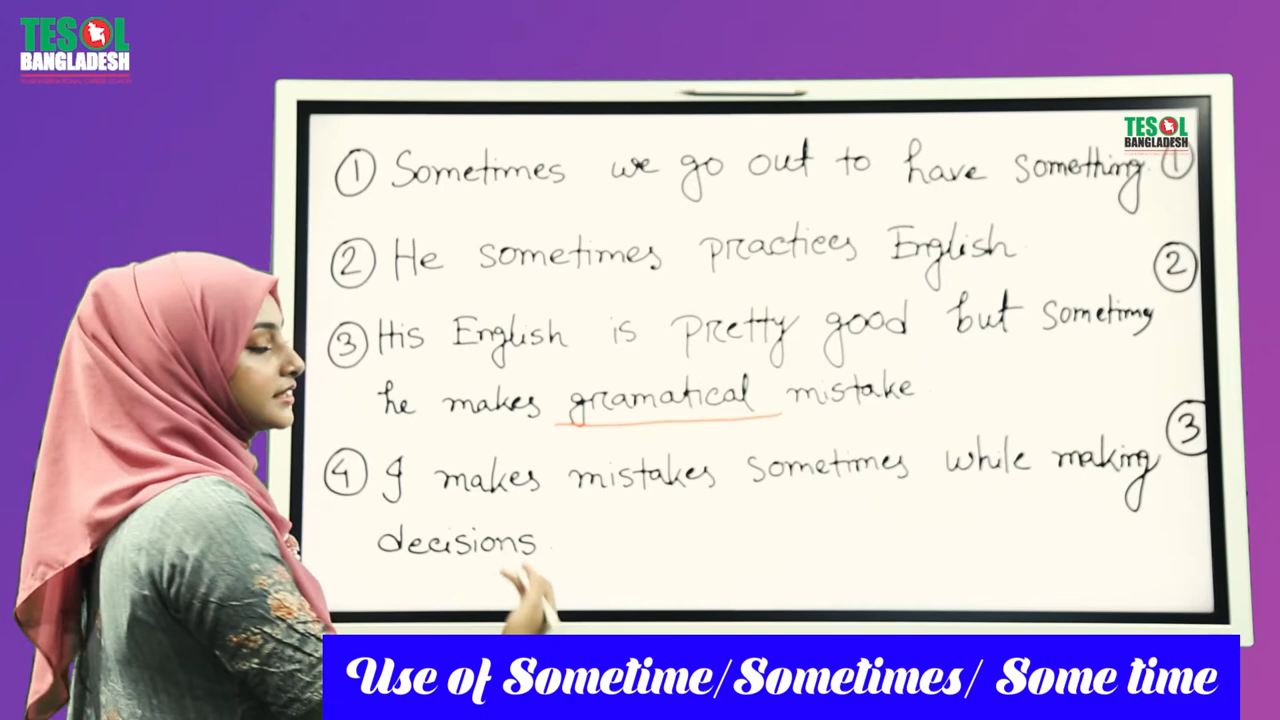 TESOL
BANGLADESH
TESOL
BANGLADESH
① Sometimes we go out to have something. ①
② He sometimes practices English. ②
③ His English is pretty good but sometimes
he makes gramatical mistake.
③
④ I makes mistakes sometimes while making
decisions.
Use of Sometime/Sometimes/ Some time